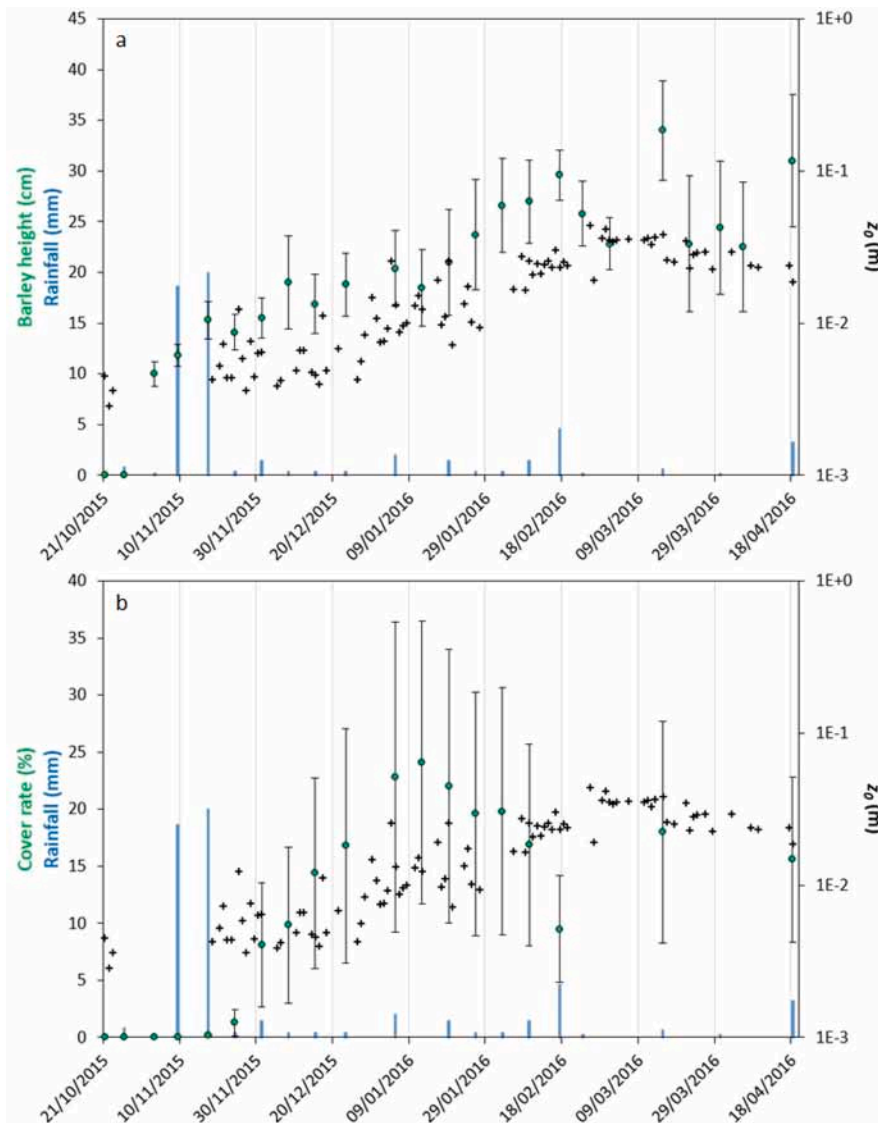 a
45
40
35
30
25
20
15
10
5
0
Barley height (cm)
Rainfall (mm)
1E+0
1E-1
1E-2
1E-3
z0 (m)
21/10/2015
10/11/2015
30/11/2015
20/12/2015
09/01/2016
29/01/2016
18/02/2016
09/03/2016
29/03/2016
18/04/2016
b
40
35
30
25
20
15
10
5
0
Cover rate (%)
Rainfall (mm)
1E+0
1E-1
1E-2
1E-3
z0 (m)
21/10/2015
10/11/2015
30/11/2015
20/12/2015
09/01/2016
29/01/2016
18/02/2016
09/03/2016
29/03/2016
18/04/2016